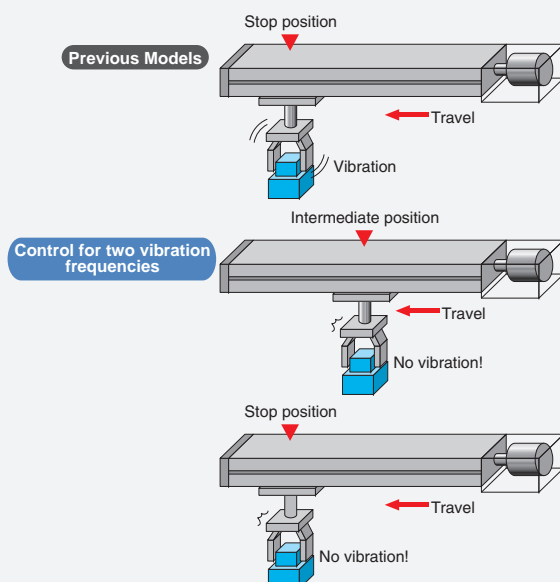 Stop position
Previous Models
Travel
Vibration
Intermediate position
Control for two vibration
frequencies
Travel
No vibration!
Stop position
Travel
No vibration!